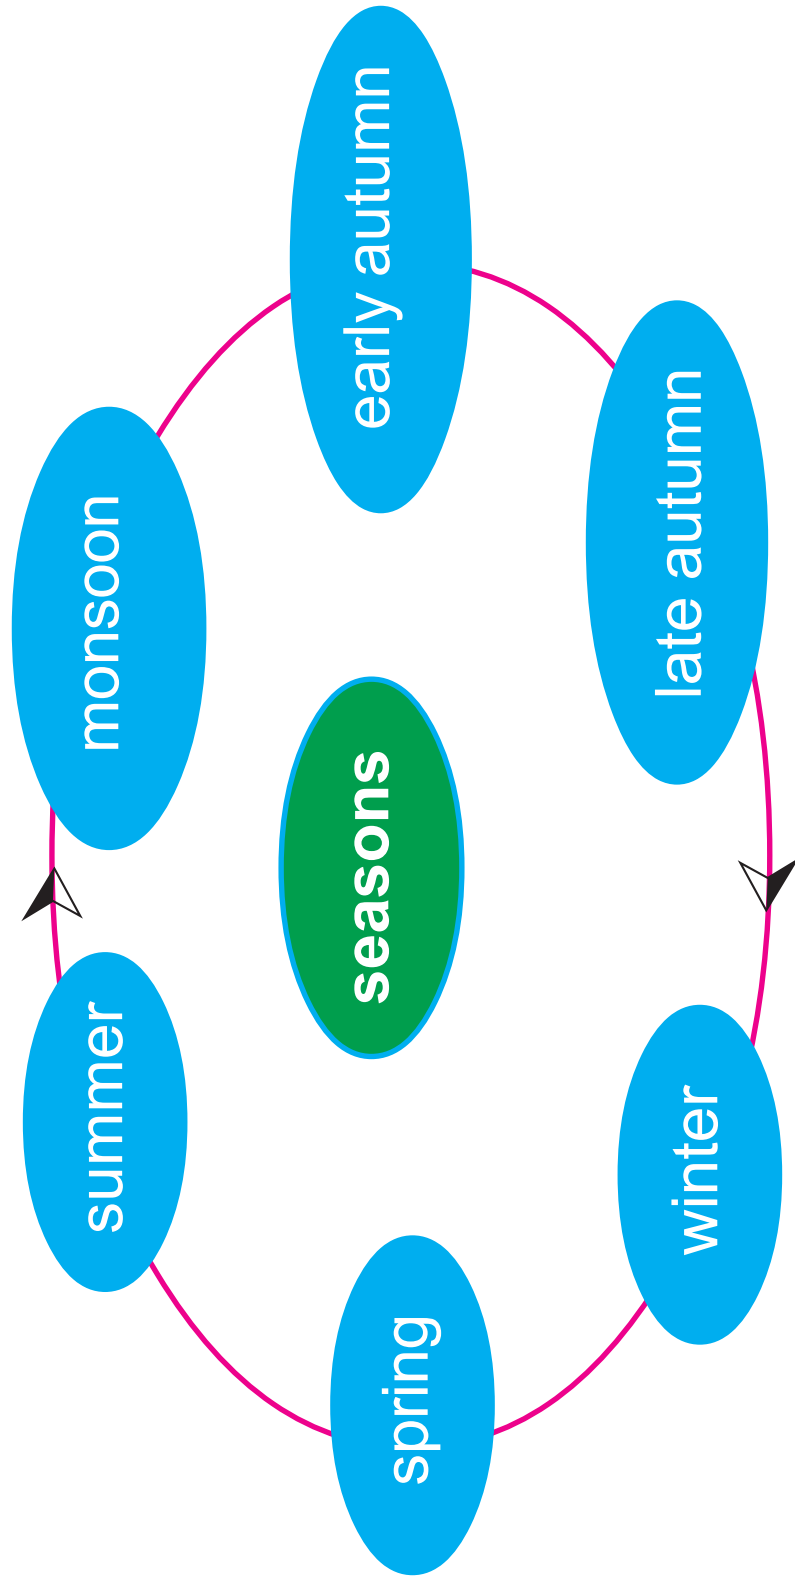 summer
monsoon
spring
seasons
early autumn
winter
late autumn